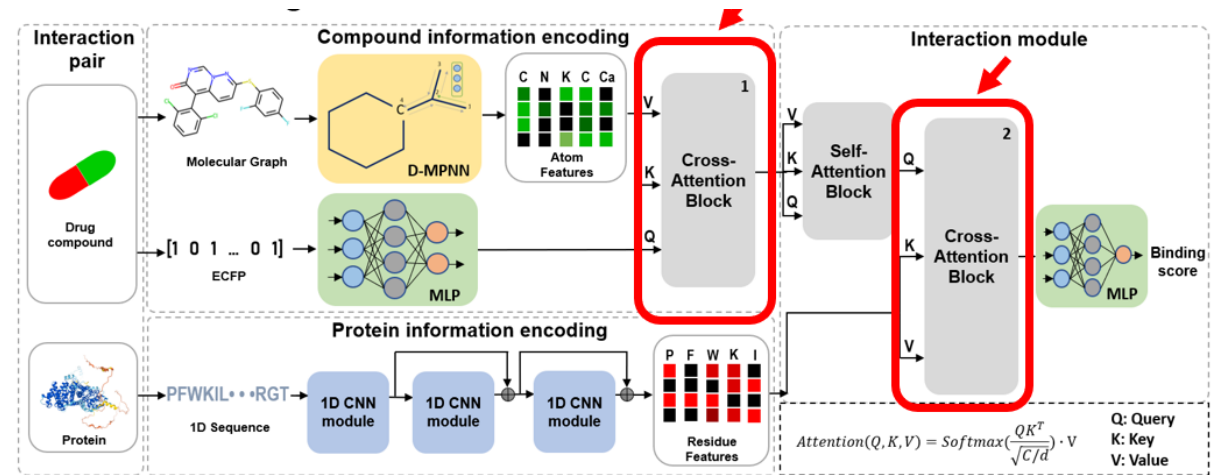 Interaction
pair
Compound information encoding
Interaction module
C N K C Ca
1
2
V
K
Q
Molecular Graph
D-MPNN
Atom
Features
Cross-
Attention
Block
V
K
Q
Self-
Attention
Block
Q
K
V
Cross-
Attention
Block
Drug
compound
[1 0 1 ... 0 1]
ECFP
MLP
MLP
Binding
score
Protein information encoding
P F W K I
Protein
PFWKIL•••RGT
1D Sequence
1D CNN
module
1D CNN
module
1D CNN
module
Residue
Features
Attention(Q, K, V) = Softmax(QK^T/√C/d) · V
Q: Query
K: Key
V: Value